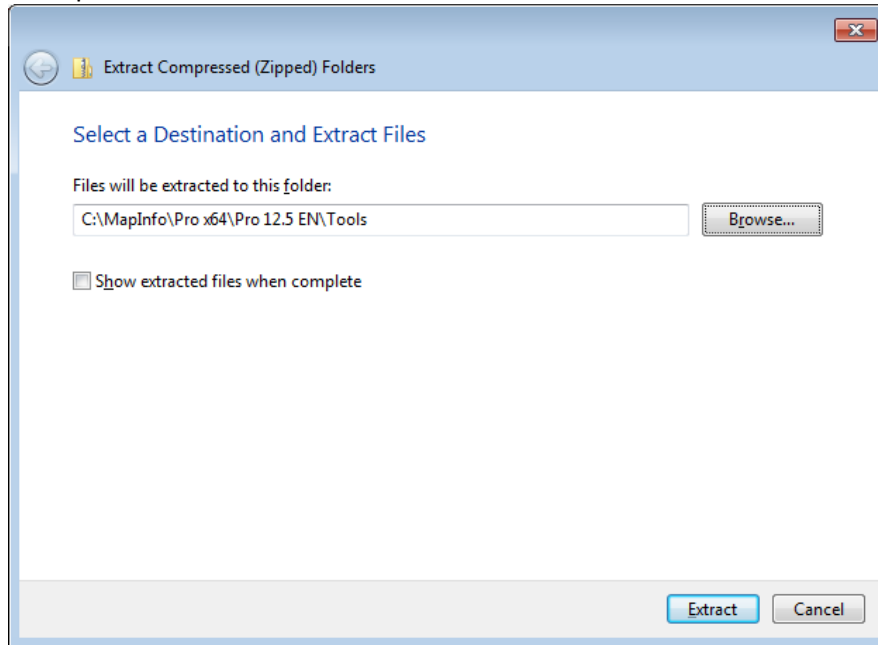 Extract Compressed (Zipped) Folders
Select a Destination and Extract Files
Files will be extracted to this folder:
C:\MapInfo\Pro x64\Pro 12.5 EN\Tools
Browse...
Show extracted files when complete
Extract
Cancel